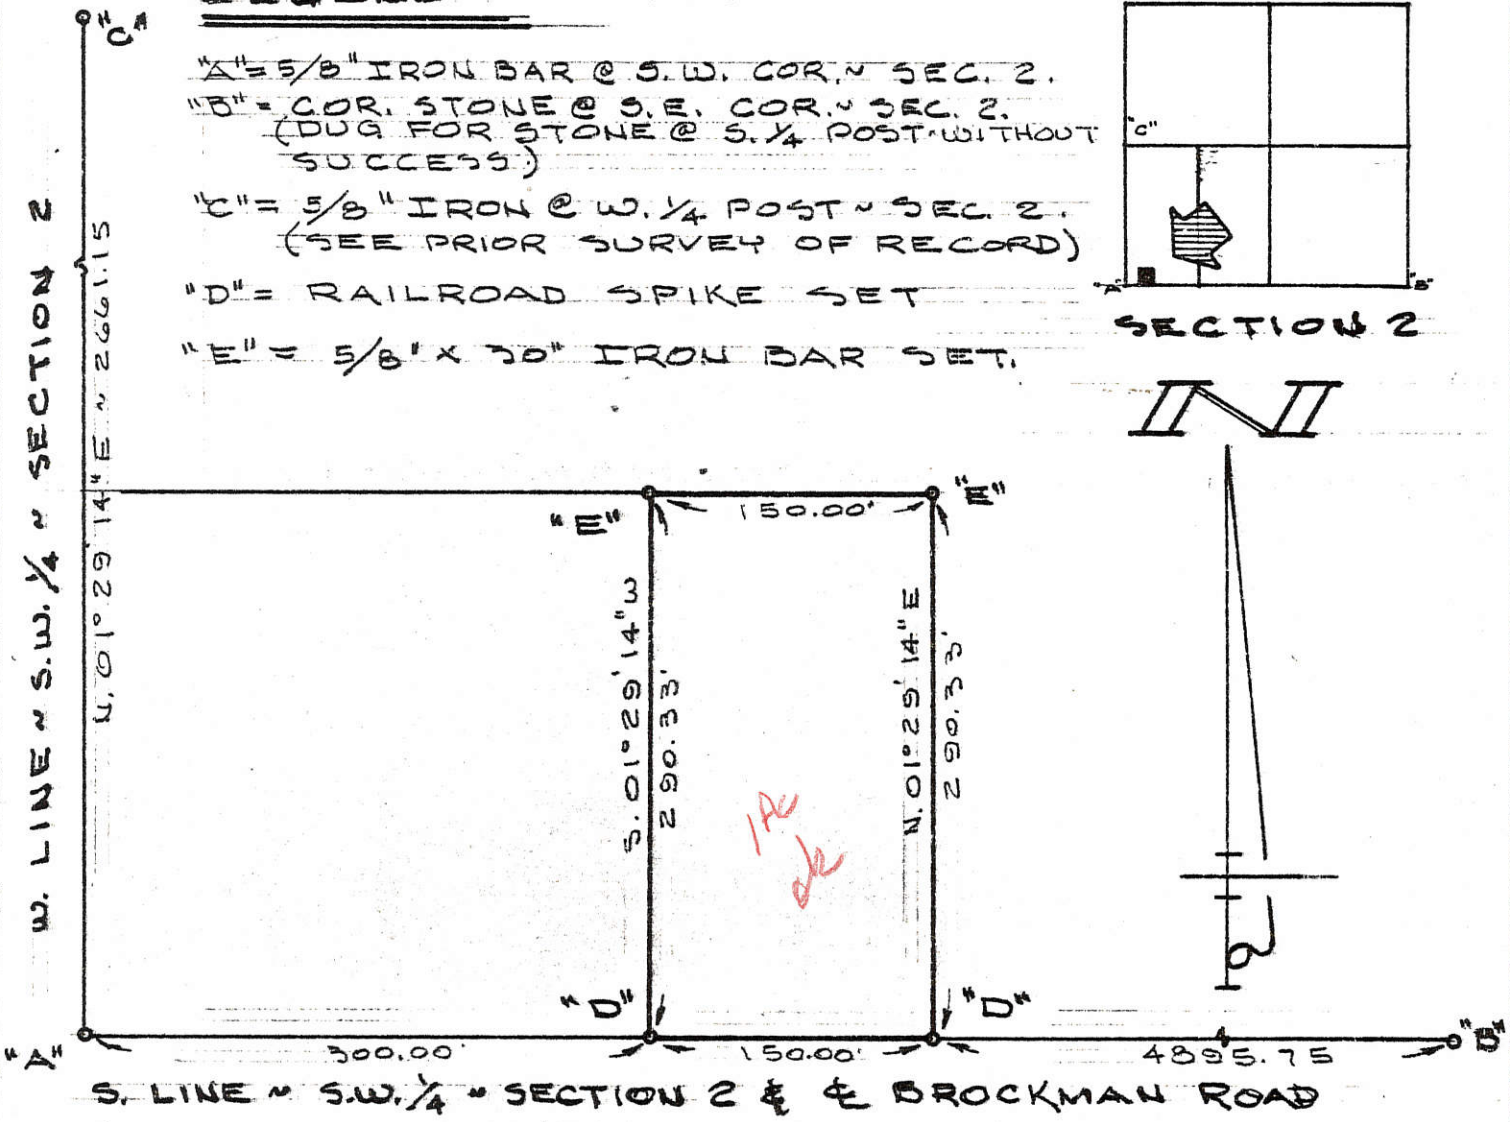 "C"
"A"= 5/8" IRON BAR @ S.W. COR. ~ SEC. 2.
"B"= COR. STONE @ S.E. COR. ~ SEC. 2.
(DUG FOR STONE @ S. 1/4 POST ~ WITHOUT
SUCCESS.)
"C"= 5/8" IRON @ W. 1/4 POST ~ SEC. 2.
(SEE PRIOR SURVEY OF RECORD)
"D"= RAILROAD SPIKE SET
"E"= 5/8" X 30" IRON BAR SET.
"C"
"A"
"B"
SECTION 2
N
W. LINE ~ S.W. 1/4 ~ SECTION 2
N. 01° 29' 14" E ~ 2661.15
"E"
150.00'
"E"
S. 01° 29' 14" W
290.33'
N. 01° 29' 14" E
290.33'
1 AC
"D"
"D"
"A"
300.00'
150.00'
4895.75
"B"
S. LINE ~ S.W. 1/4 ~ SECTION 2 & ℄ BROCKMAN ROAD